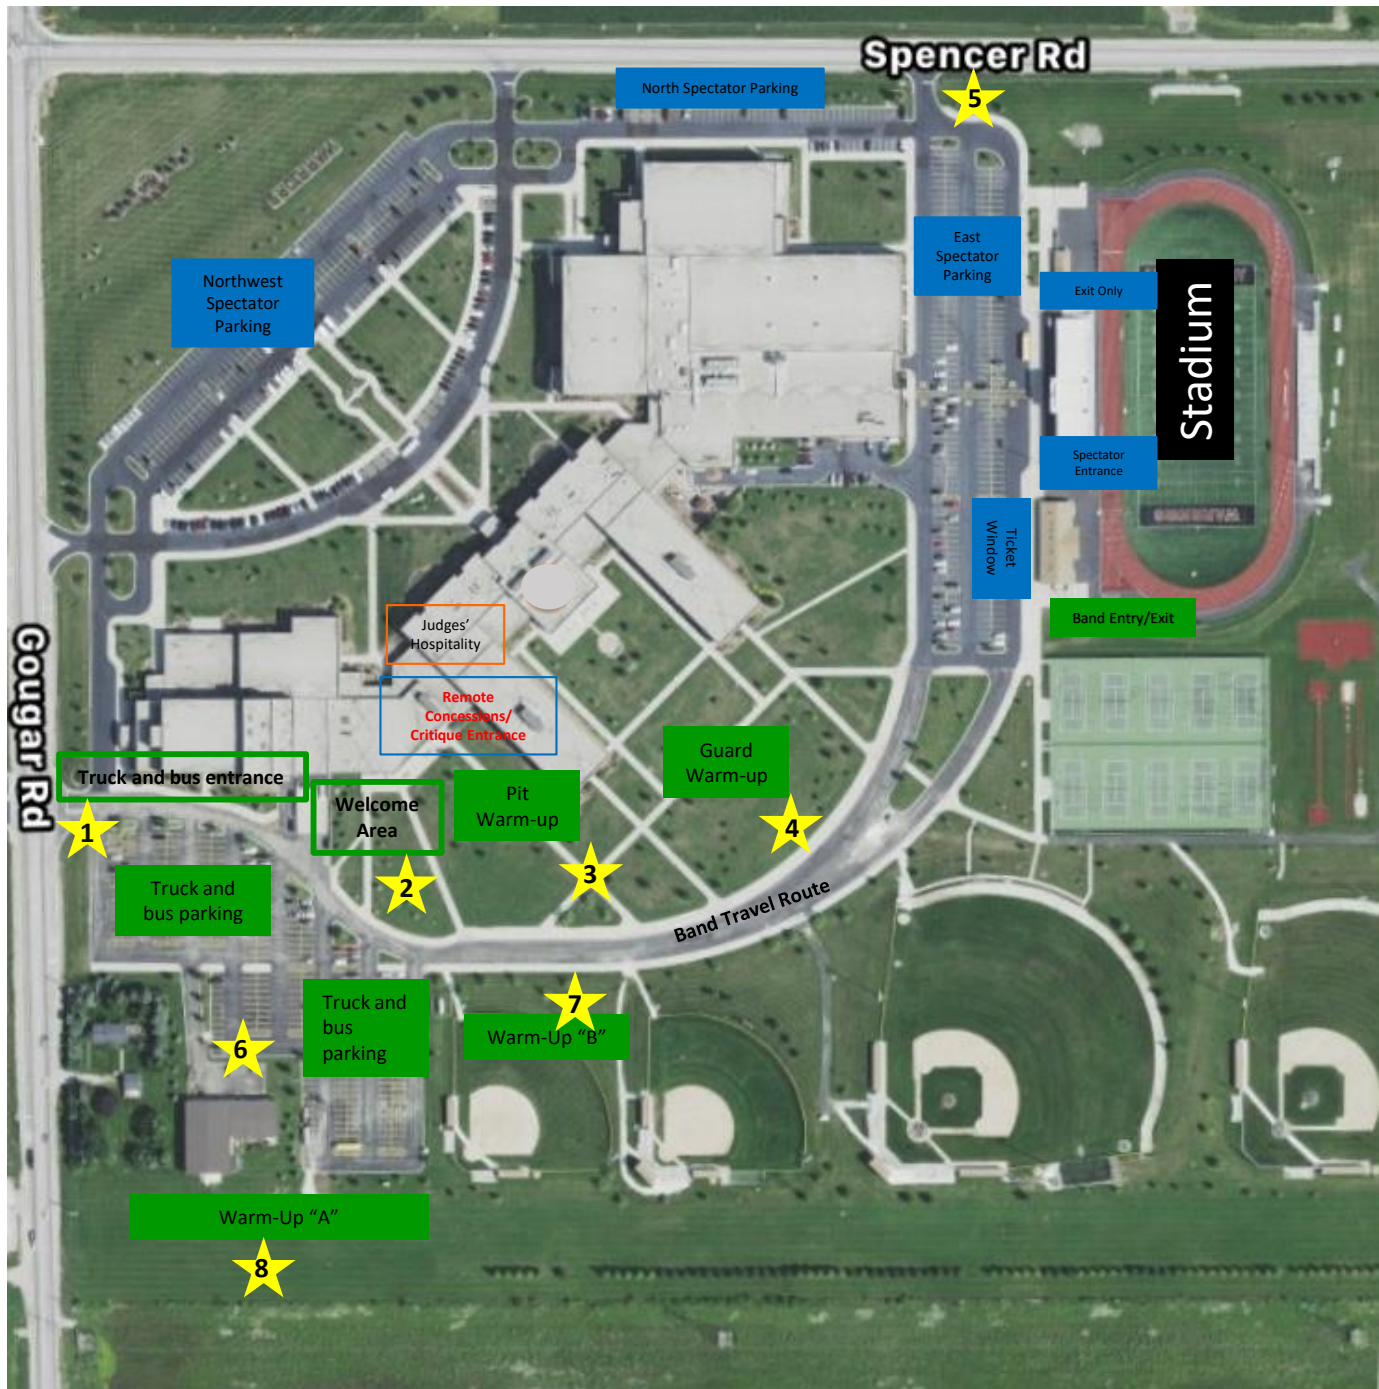 Spencer Rd
North Spectator Parking
5
Northwest
Spectator
Parking
East
Spectator
Parking
Exit Only
Stadium
Spectator
Entrance
Ticket
Window
Judges’
Hospitality
Band Entry/Exit
Remote
Concessions/
Critique Entrance
Gougar Rd
Truck and bus entrance
1
Welcome
Area
2
Pit
Warm-up
3
Guard
Warm-up
4
Truck and
bus parking
Band Travel Route
Truck and
bus
parking
6
7
Warm-Up “B”
Warm-Up “A”
8